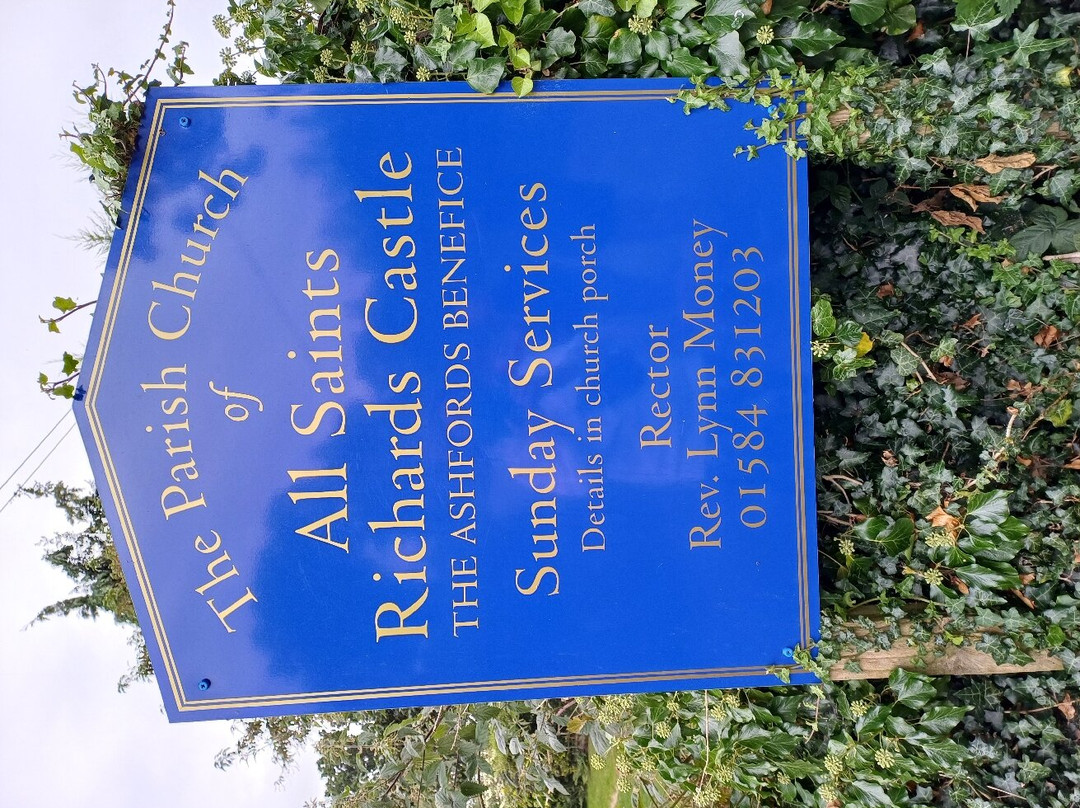 The Parish Church
of
All Saints
Richards Castle
THE ASHFORDS BENEFICE
Sunday Services
Details in church porch
Rector
Rev. Lynn Money
01584 831203